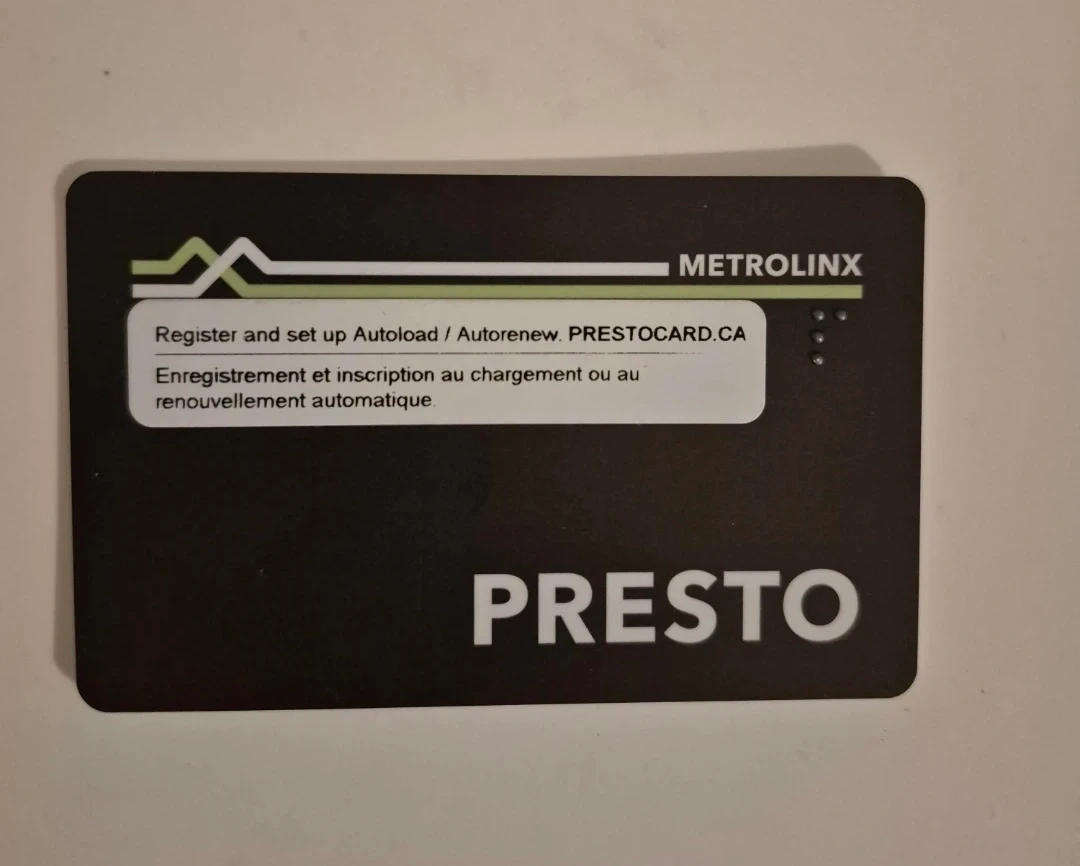 METROLINX
Register and set up Autoload / Autorenew. PRESTOCARD.CA
Enregistrement et inscription au chargement ou au
renouvellement automatique.
PRESTO